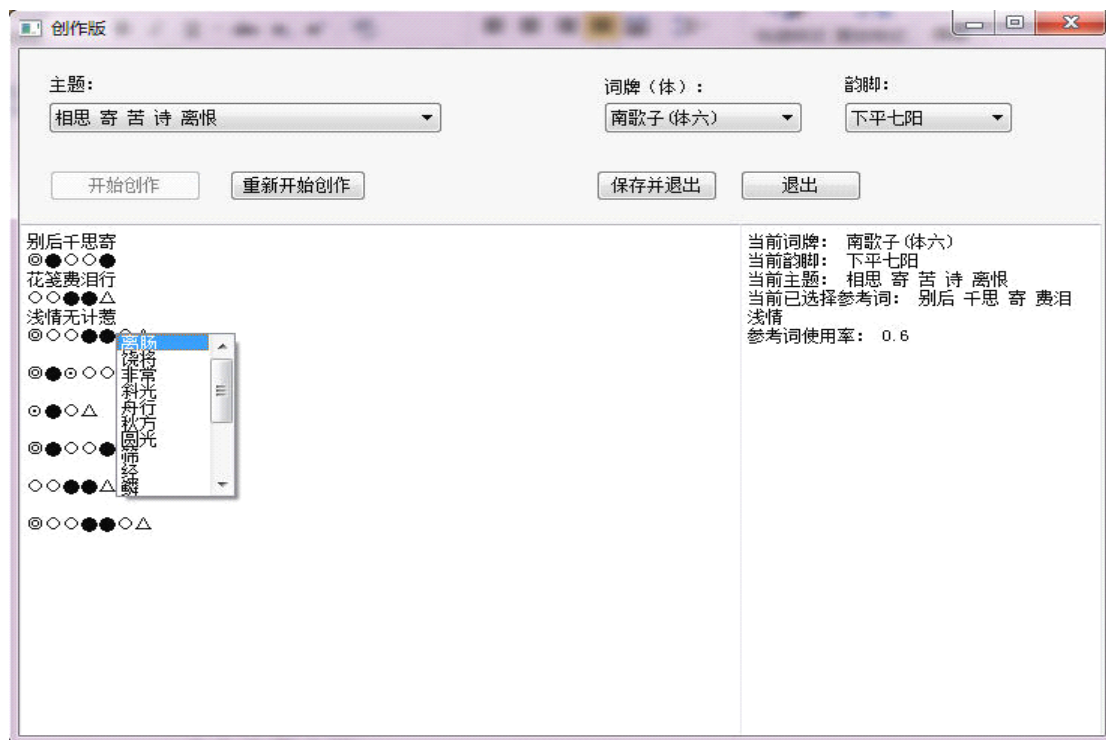 创作版
主题:
词牌（体）:
韵脚:
相思 寄 苦 诗 离恨
南歌子(体六)
下平七阳
开始创作
重新开始创作
保存并退出
退出
别后千思寄
◎●○○●
花笺费泪行
○○●●△
浅情无计惹
◎○○●●○△
离肠
饶将
非常
斜光
舟行
秋方
圆光
筛
经
鳞
◎●⊙○○
⊙●○△
◎●○○●
○○●●△
◎○○●●○△
当前词牌: 南歌子(体六)
当前韵脚: 下平七阳
当前主题: 相思 寄 苦 诗 离恨
当前已选择参考词: 别后 千思 寄 费泪
浅情
参考词使用率: 0.6